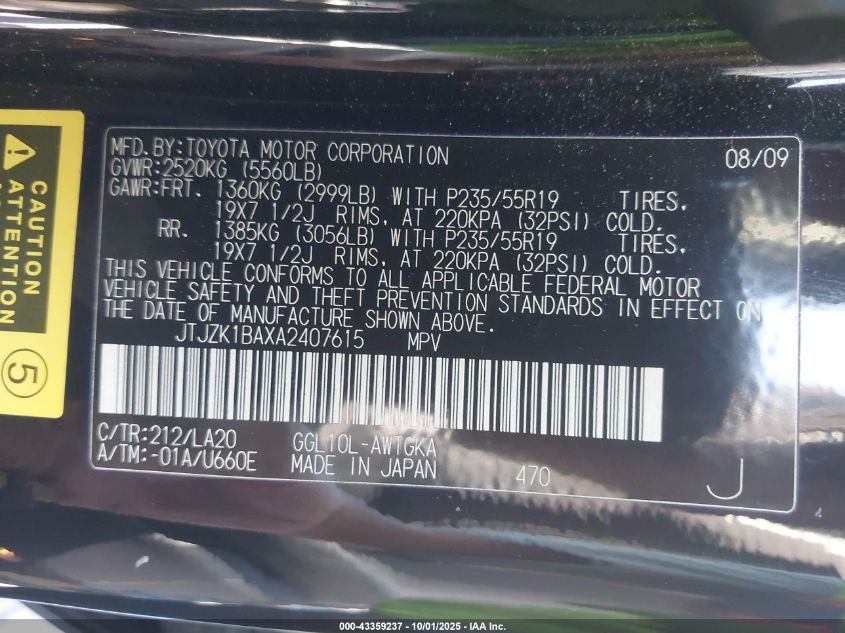 MFD.BY:TOYOTA MOTOR CORPORATION 08/09
GVWR:2520KG (5560LB)
GAWR:FRT. 1360KG (2999LB) WITH P235/55R19 TIRES,
19X7 1/2J RIMS, AT 220KPA (32PSI) COLD.
RR. 1385KG (3056LB) WITH P235/55R19 TIRES,
19X7 1/2J RIMS, AT 220KPA (32PSI) COLD.
THIS VEHICLE CONFORMS TO ALL APPLICABLE FEDERAL MOTOR
VEHICLE SAFETY AND THEFT PREVENTION STANDARDS IN EFFECT ON
THE DATE OF MANUFACTURE SHOWN ABOVE.
JTJZK1BAXA2407615 MPV
C/TR:212/LA20 GGL10L-AWTGKA
A/TM:-01A/U660E MADE IN JAPAN 470 J
CAUTION
ATTENTION
5
000-43359237 - 10/01/2025 - IAA Inc.